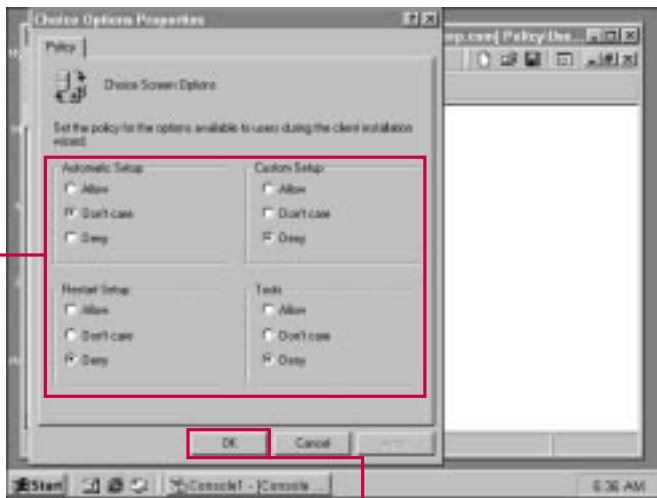 Choice Options Properties
Policy
Choice Screen Options
Set the policy for the options available to users during the client installation
wizard.
Automatic Setup
Allow
Don't care
Deny
Custom Setup
Allow
Don't care
Deny
Restart Setup
Allow
Don't care
Deny
Tools
Allow
Don't care
Deny
OK
Cancel
Policy
Start
Console1 - [Console ...
6:36 AM